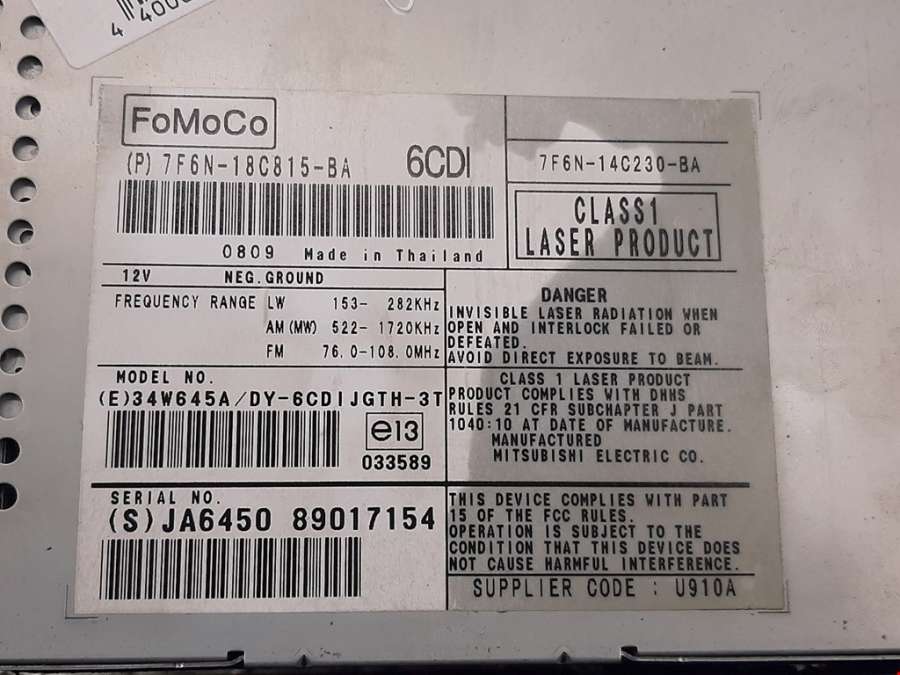 4 400
FoMoCo
(P) 7F6N-18C815-BA 6CDI
0809 Made in Thailand
7F6N-14C230-BA
CLASS1
LASER PRODUCT
12V NEG.GROUND
FREQUENCY RANGE LW 153- 282KHz
AM(MW) 522- 1720KHz
FM 76.0-108.0MHz
DANGER
INVISIBLE LASER RADIATION WHEN
OPEN AND INTERLOCK FAILED OR
DEFEATED.
AVOID DIRECT EXPOSURE TO BEAM.
MODEL NO.
(E)34W645A/DY-6CDIJGTH-3T
e13
033589
CLASS 1 LASER PRODUCT
PRODUCT COMPLIES WITH DHHS
RULES 21 CFR SUBCHAPTER J PART
1040:10 AT DATE OF MANUFACTURE.
MANUFACTURED
MITSUBISHI ELECTRIC CO.
SERIAL NO.
(S)JA6450 89017154
THIS DEVICE COMPLIES WITH PART
15 OF THE FCC RULES.
OPERATION IS SUBJECT TO THE
CONDITION THAT THIS DEVICE DOES
NOT CAUSE HARMFUL INTERFERENCE.
SUPPLIER CODE : U910A